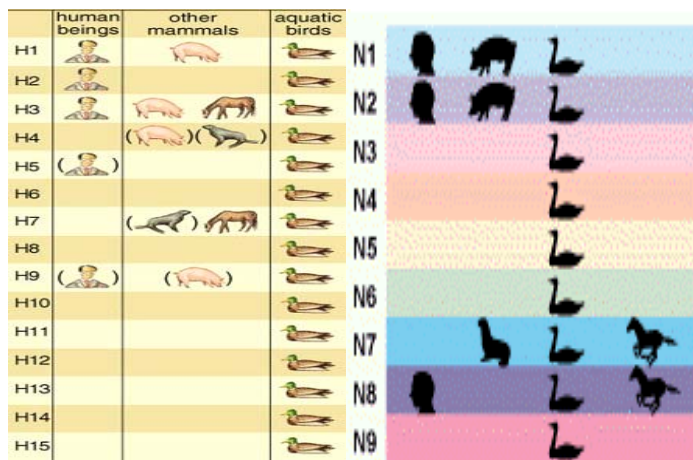 human beings
other mammals
aquatic birds
H1
H2
H3
( ) ( )
H4
( )
H5
H6
( )
H7
H8
( ) ( )
H9
H10
H11
H12
H13
H14
H15
N1
N2
N3
N4
N5
N6
N7
N8
N9